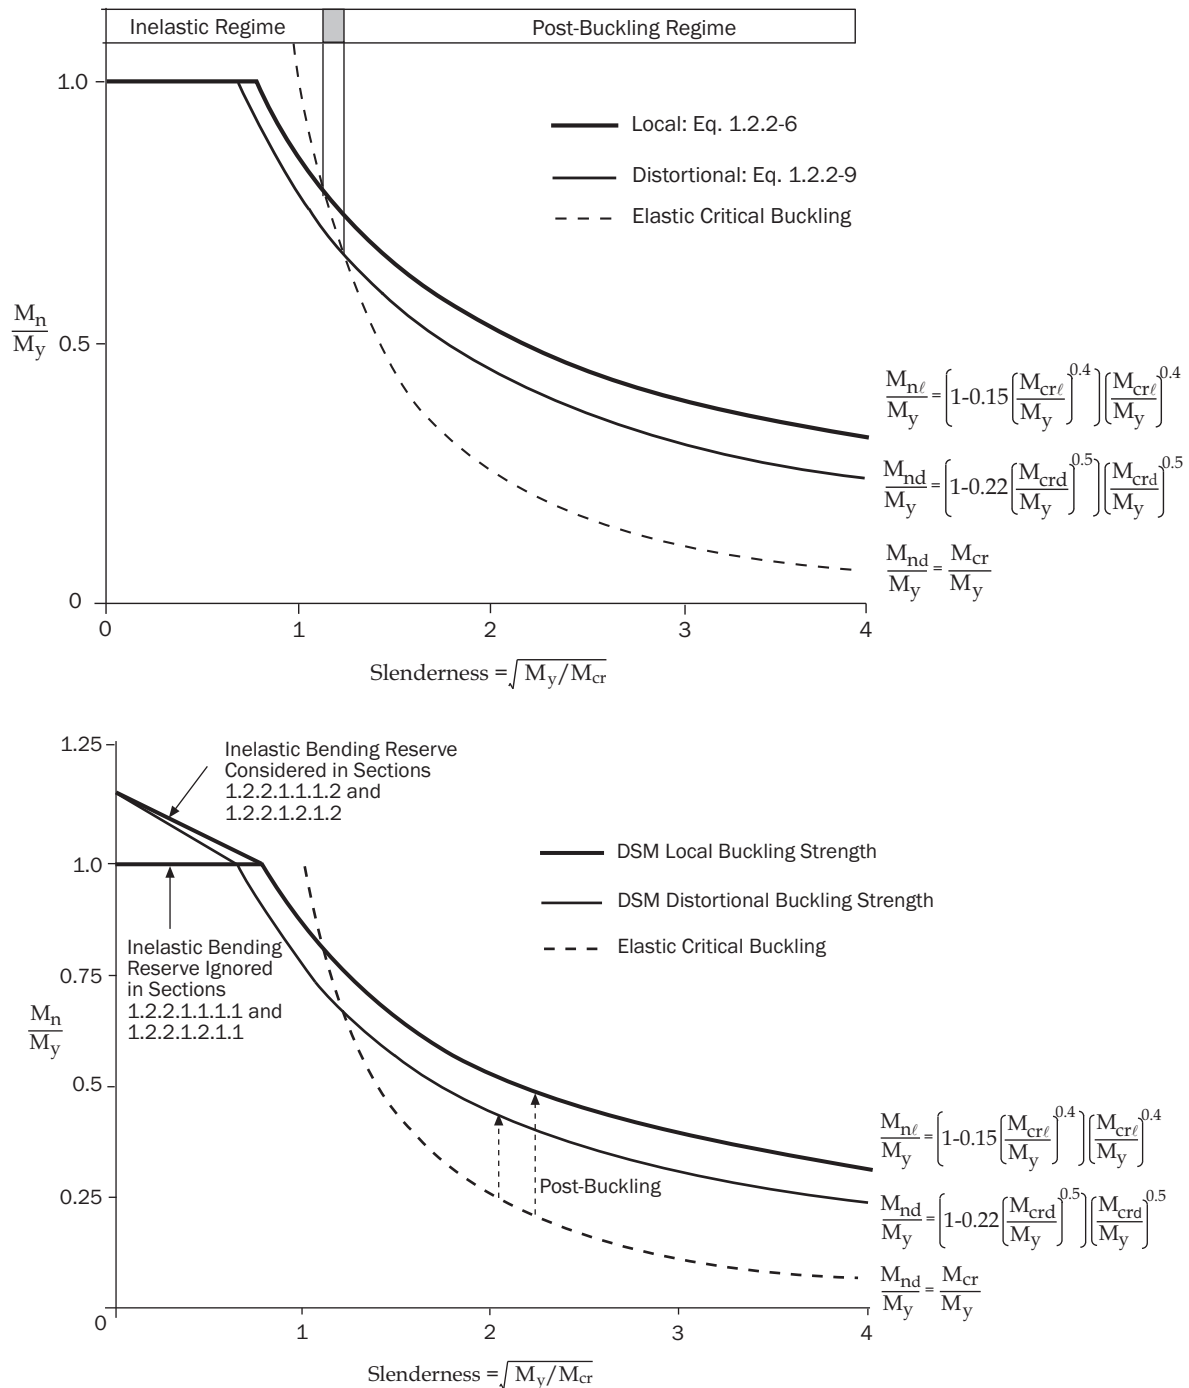 Inelastic Regime
Post-Buckling Regime
1.0
Local: Eq. 1.2.2-6
Distortional: Eq. 1.2.2-9
Elastic Critical Buckling
Mn/My
0.5
Mnℓ/My = (1-0.15(Mcrℓ/My)^0.4)(Mcrℓ/My)^0.4
Mnd/My = (1-0.22(Mcrd/My)^0.5)(Mcrd/My)^0.5
Mnd/My = Mcr/My
0
0 1 2 3 4
Slenderness = √My/Mcr
1.25
Inelastic Bending Reserve
Considered in Sections
1.2.2.1.1.1.2 and
1.2.2.1.2.1.2
1.0
DSM Local Buckling Strength
DSM Distortional Buckling Strength
Elastic Critical Buckling
Inelastic Bending
Reserve Ignored
in Sections
1.2.2.1.1.1.1 and
1.2.2.1.2.1.1
0.75
Mn/My
0.5
0.25
Post-Buckling
Mnℓ/My = (1-0.15(Mcrℓ/My)^0.4)(Mcrℓ/My)^0.4
Mnd/My = (1-0.22(Mcrd/My)^0.5)(Mcrd/My)^0.5
Mnd/My = Mcr/My
0 1 2 3 4
Slenderness = √My/Mcr